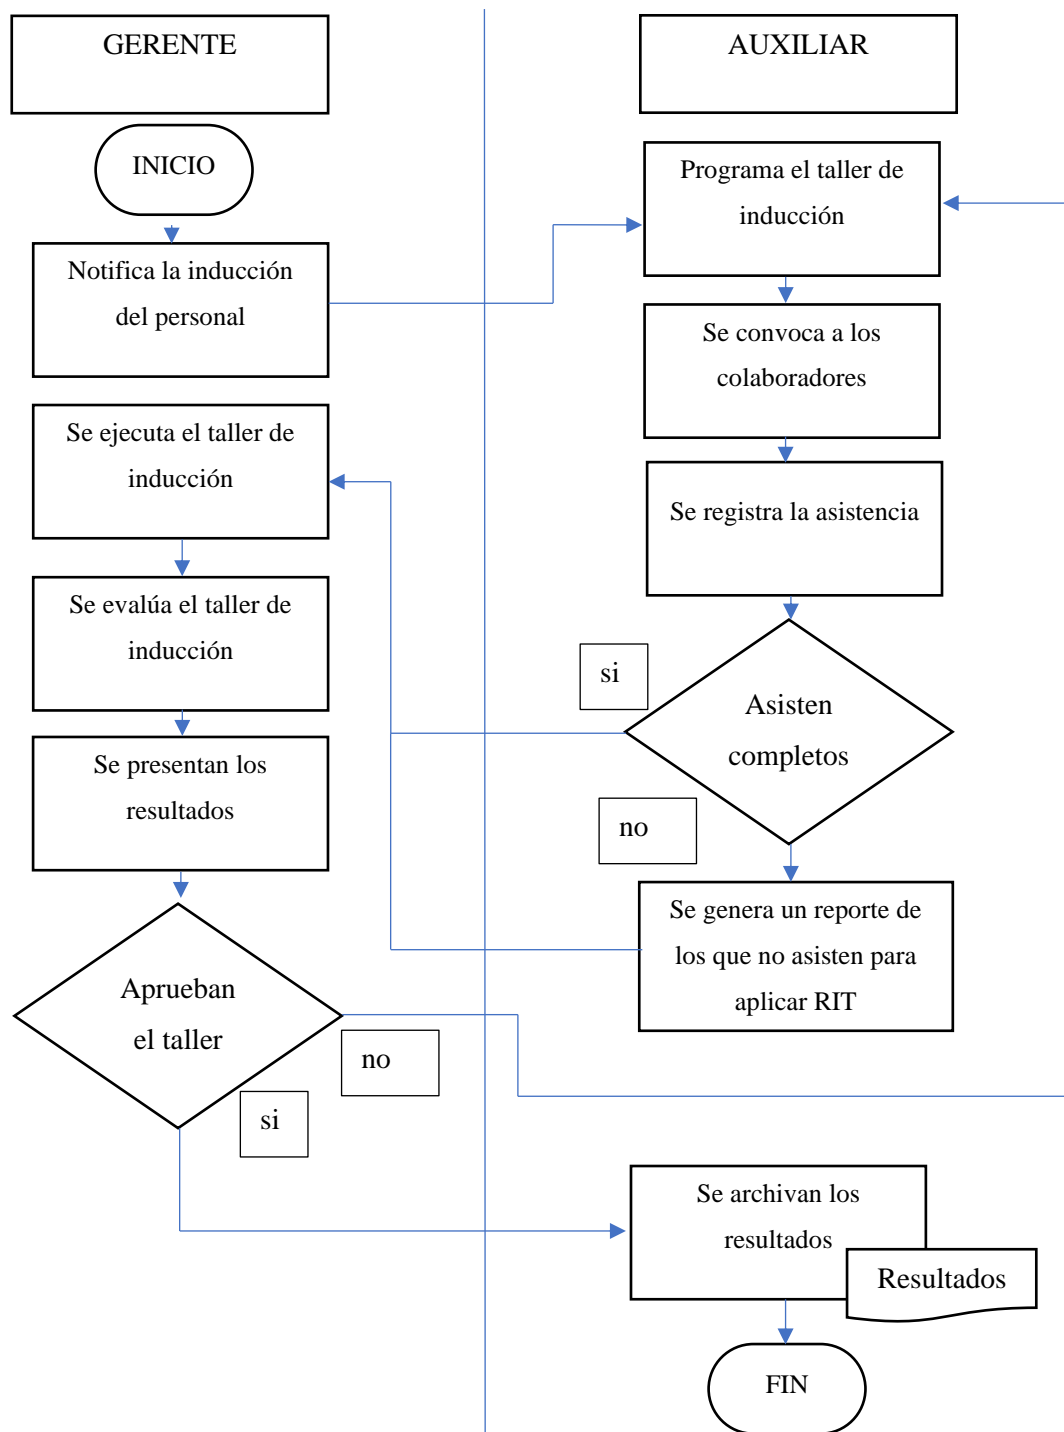 GERENTE
AUXILIAR
INICIO
Programa el taller de
inducción
Notifica la inducción
del personal
Se convoca a los
colaboradores
Se ejecuta el taller de
inducción
Se registra la asistencia
Se evalúa el taller de
inducción
si
Asisten
completos
Se presentan los
resultados
no
Se genera un reporte de
los que no asisten para
aplicar RIT
Aprueban
el taller
no
si
Se archivan los
resultados
Resultados
FIN